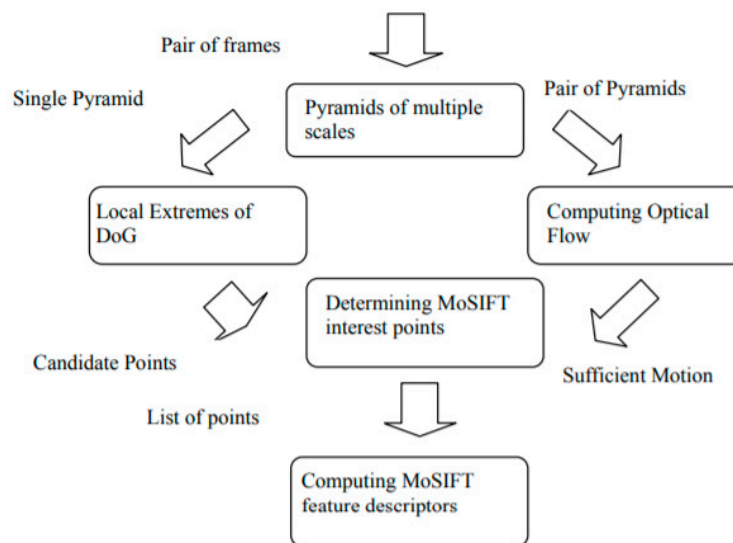 Pair of frames
Single Pyramid
Pair of Pyramids
Pyramids of multiple
scales
Local Extremes of
DoG
Computing Optical
Flow
Determining MoSIFT
interest points
Candidate Points
Sufficient Motion
List of points
Computing MoSIFT
feature descriptors